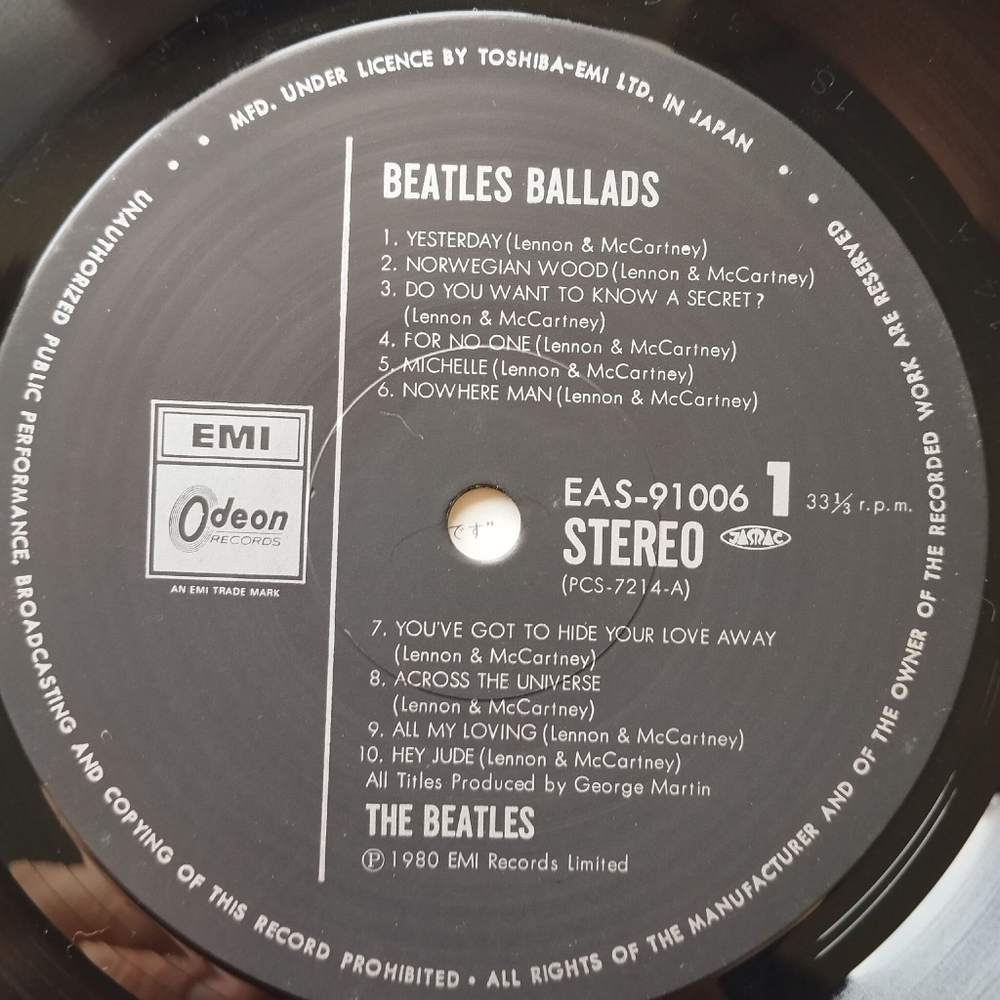 MFD. UNDER LICENCE BY TOSHIBA-EMI LTD. IN JAPAN
BEATLES BALLADS
1. YESTERDAY (Lennon & McCartney)
2. NORWEGIAN WOOD (Lennon & McCartney)
3. DO YOU WANT TO KNOW A SECRET?
(Lennon & McCartney)
4. FOR NO ONE (Lennon & McCartney)
5. MICHELLE (Lennon & McCartney)
6. NOWHERE MAN (Lennon & McCartney)
EMI
Odeon
RECORDS
AN EMI TRADE MARK
です"
EAS-91006 1 33⅓ r.p.m.
STEREO JASRAC
(PCS-7214-A)
7. YOU'VE GOT TO HIDE YOUR LOVE AWAY
(Lennon & McCartney)
8. ACROSS THE UNIVERSE
(Lennon & McCartney)
9. ALL MY LOVING (Lennon & McCartney)
10. HEY JUDE (Lennon & McCartney)
All Titles Produced by George Martin
THE BEATLES
Ⓟ 1980 EMI Records Limited
UNAUTHORIZED PUBLIC PERFORMANCE, BROADCASTING AND COPYING OF THIS RECORD PROHIBITED • ALL RIGHTS OF THE MANUFACTURER AND OF THE OWNER OF THE RECORDED WORK ARE RESERVED